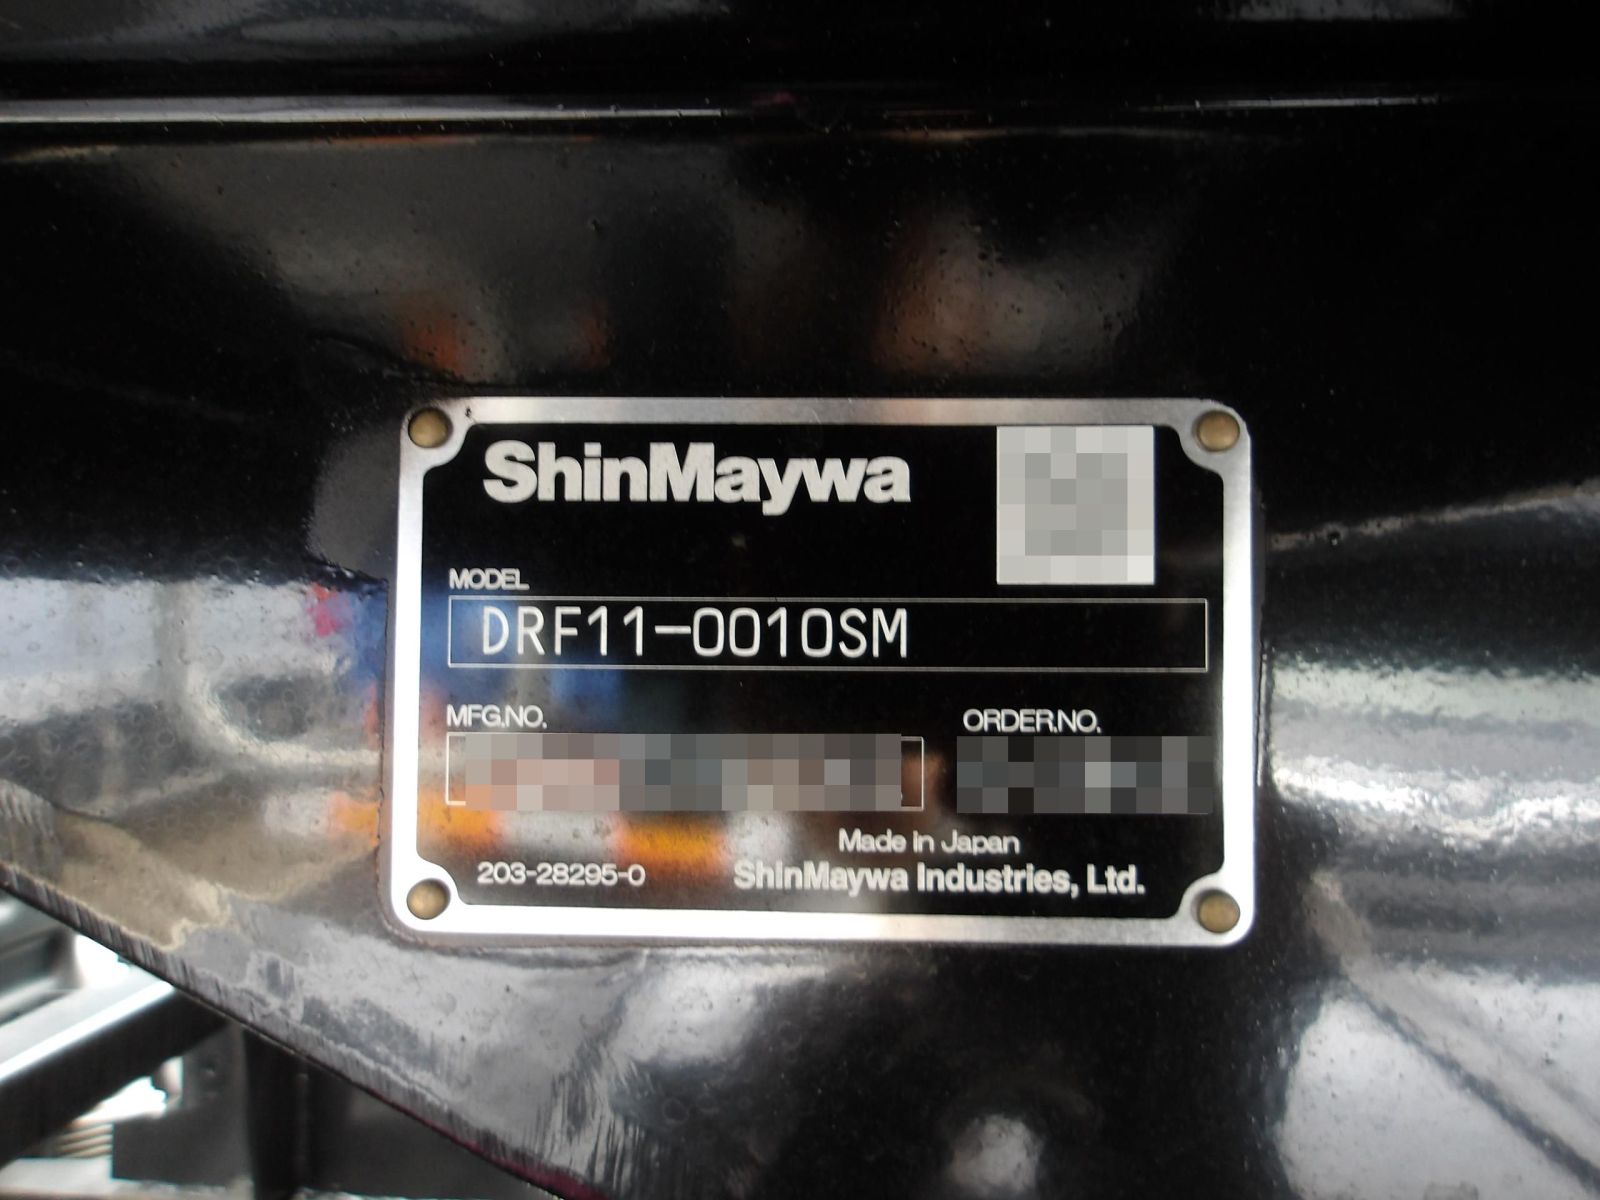 ShinMaywa
MODEL
DRF11-0010SM
MFG.NO.
ORDER.NO.
Made in Japan
203-28295-0
ShinMaywa Industries, Ltd.